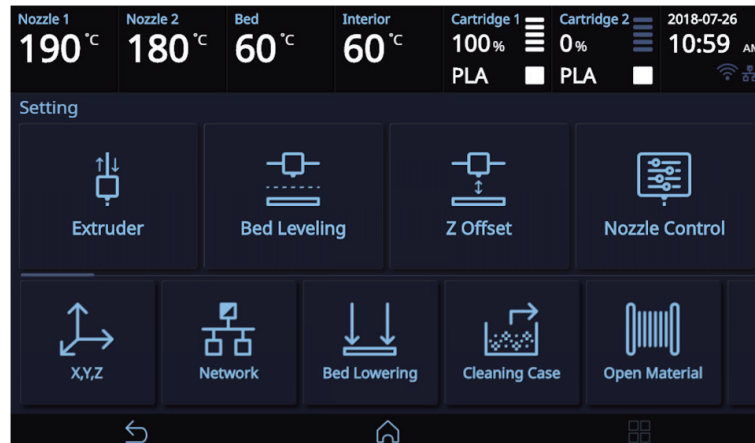 Nozzle 1 Nozzle 2 Bed Interior Cartridge 1 Cartridge 2 2018-07-26
190 °C 180 °C 60 °C 60 °C 100 % 0 % 10:59 AM
PLA PLA
Setting
Extruder Bed Leveling Z Offset Nozzle Control
X,Y,Z Network Bed Lowering Cleaning Case Open Material